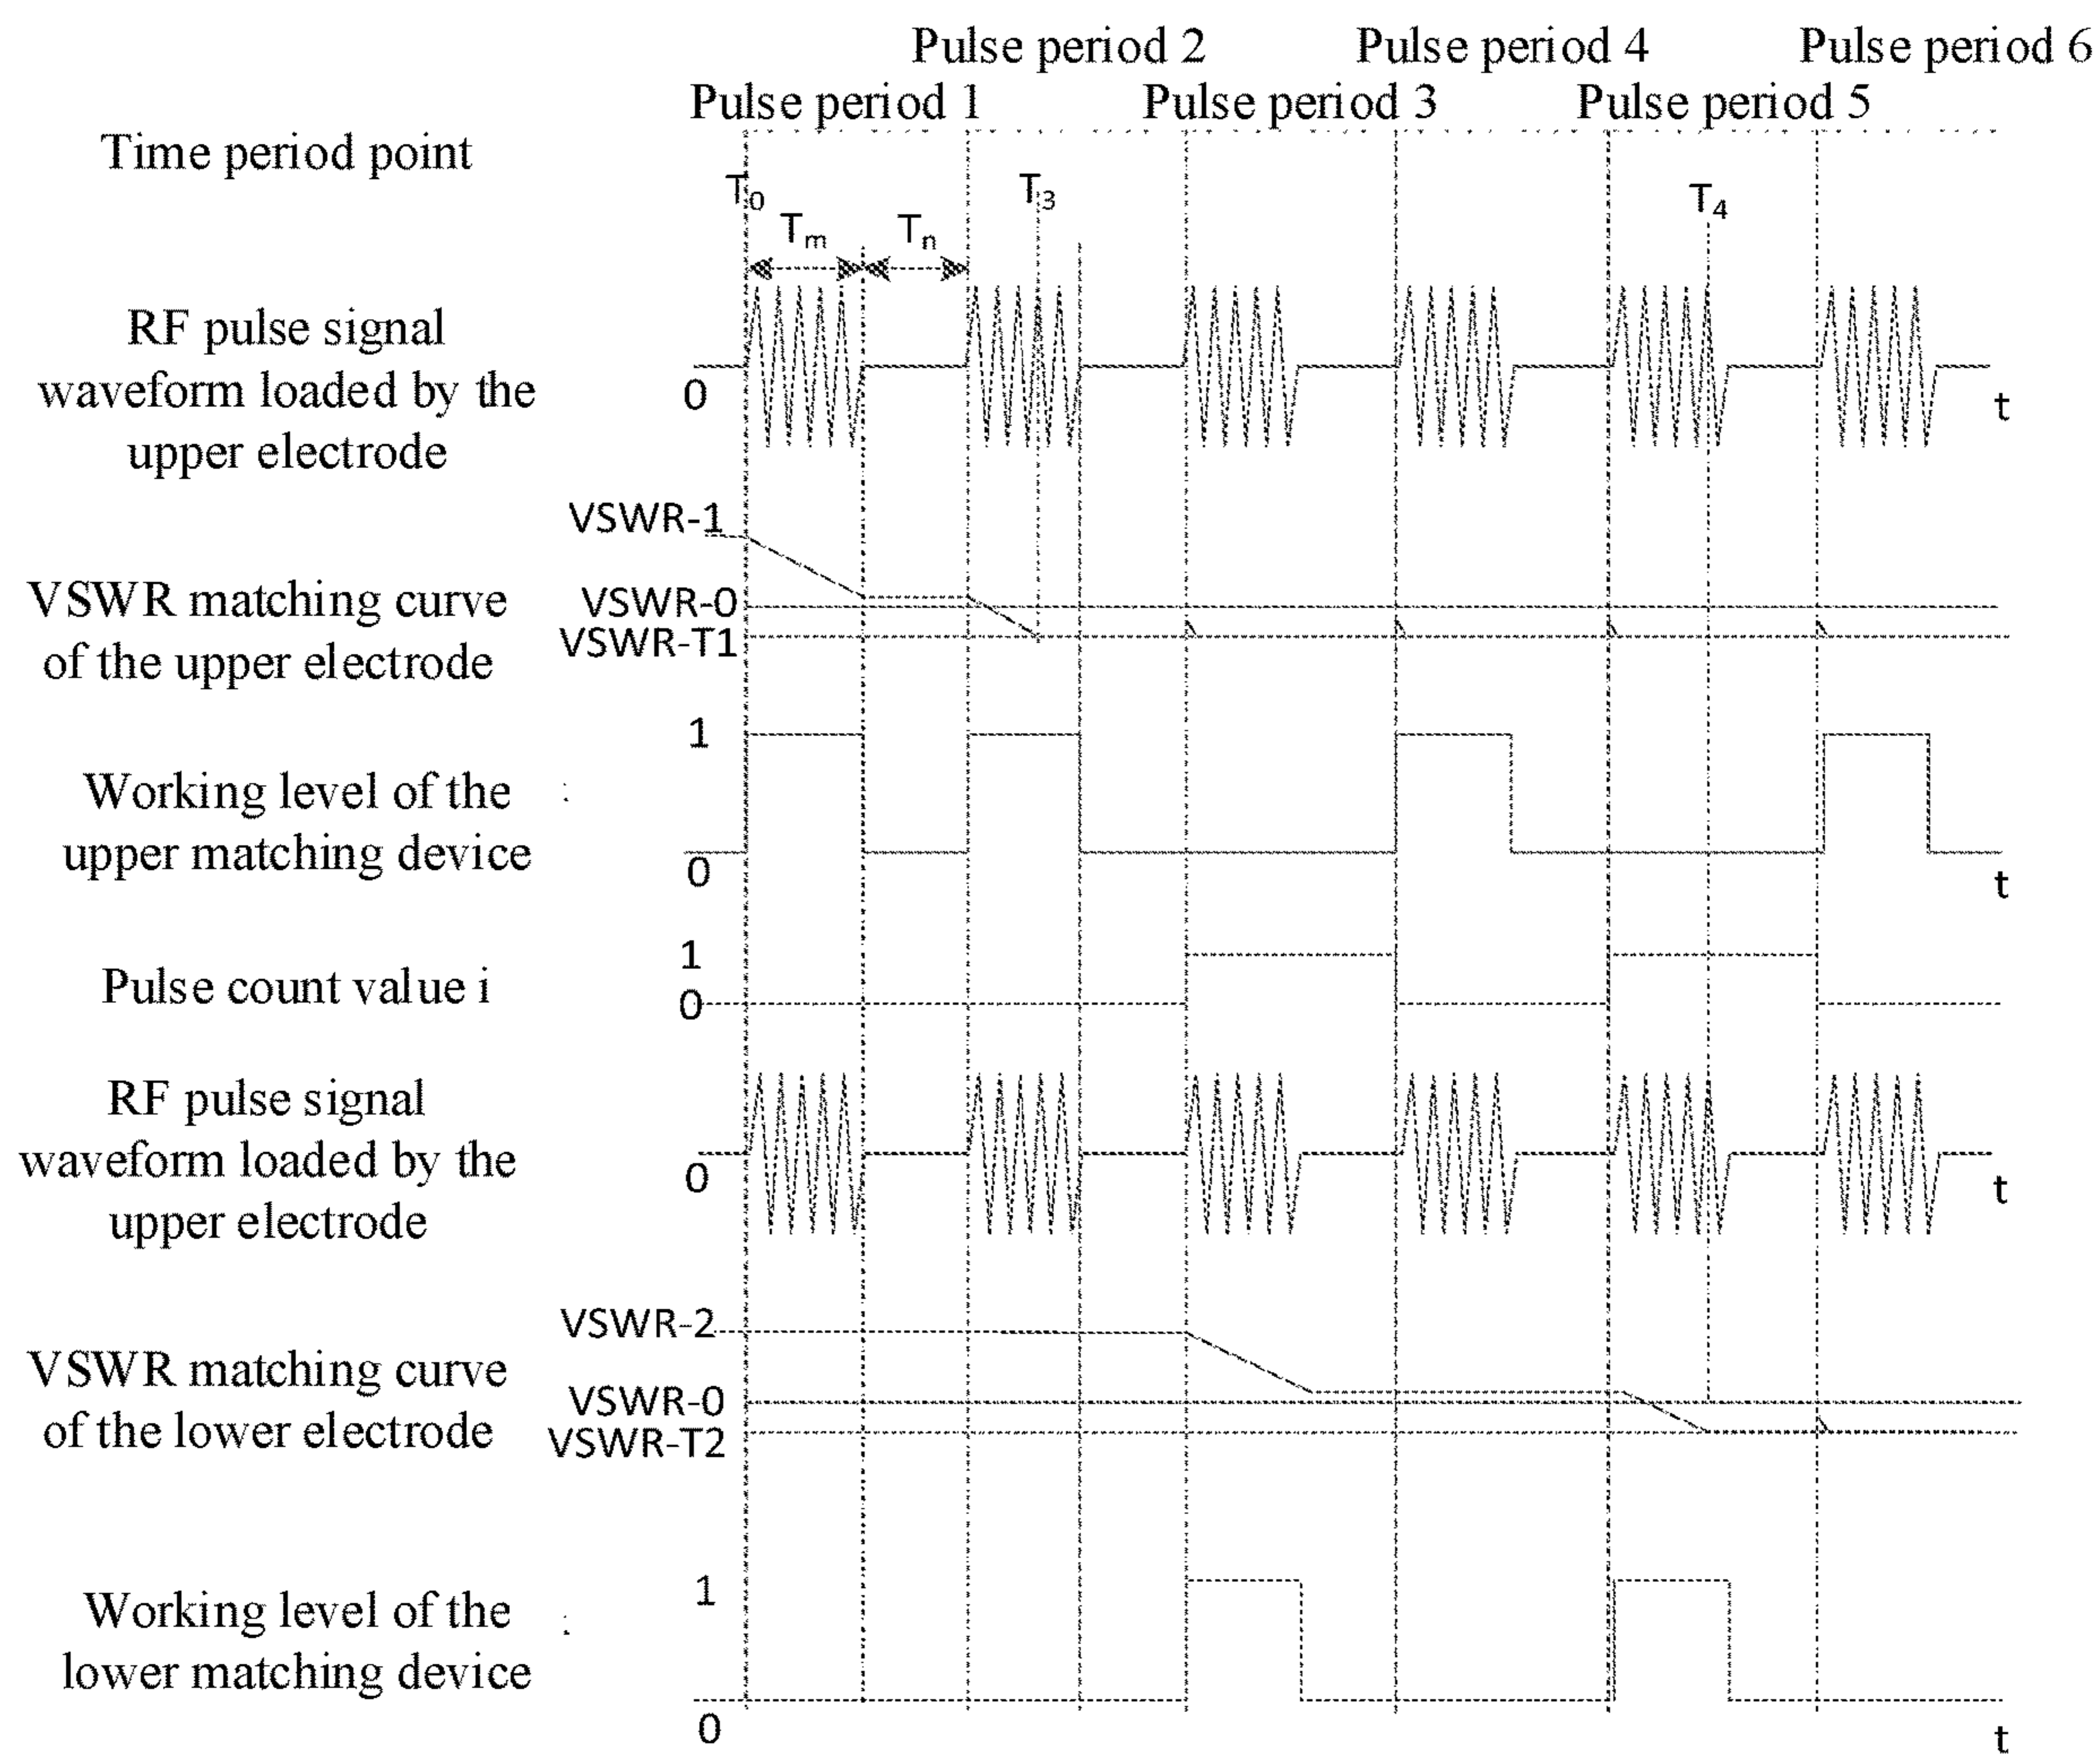 Pulse period 2
Pulse period 4
Pulse period 6
Pulse period 1
Pulse period 3
Pulse period 5
Time period point
T0
T3
T4
Tm
Tn
RF pulse signal
waveform loaded by the
upper electrode
0
t
VSWR-1
VSWR matching curve
of the upper electrode
VSWR-0
VSWR-T1
Working level of the
upper matching device
:
1
0
t
Pulse count value i
1
0
RF pulse signal
waveform loaded by the
upper electrode
0
t
VSWR-2
VSWR matching curve
of the lower electrode
VSWR-0
VSWR-T2
Working level of the
lower matching device
:
1
0
t